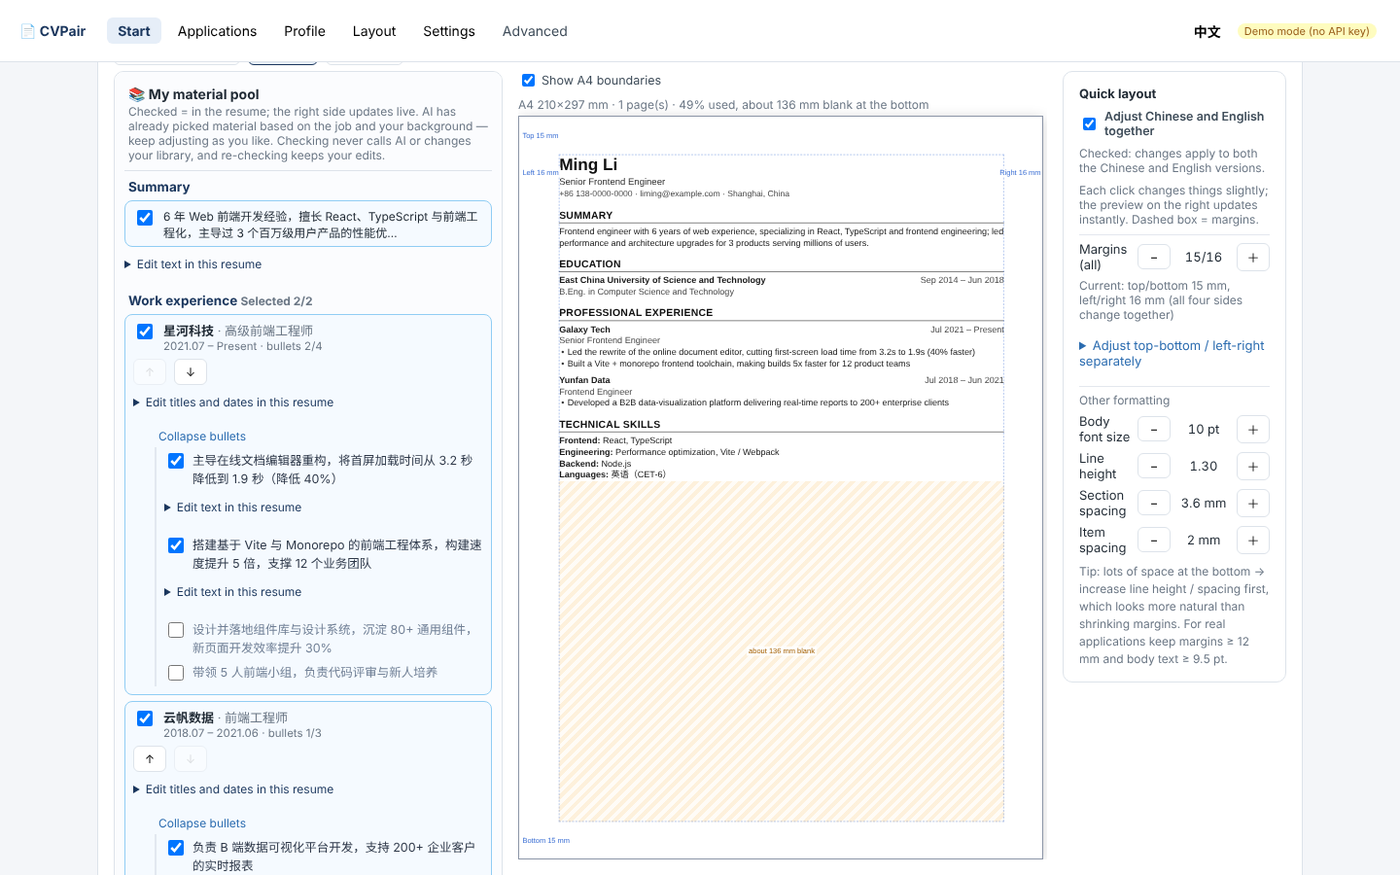 📄 CVPair
Start
Applications
Profile
Layout
Settings
Advanced
中文
Demo mode (no API key)
📚 My material pool
Checked = in the resume; the right side updates live. AI has
already picked material based on the job and your background —
keep adjusting as you like. Checking never calls AI or changes
your library, and re-checking keeps your edits.
Summary
6 年 Web 前端开发经验，擅长 React、TypeScript 与前端工
程化，主导过 3 个百万级用户产品的性能优...
Edit text in this resume
Work experience Selected 2/2
星河科技 · 高级前端工程师
2021.07 – Present · bullets 2/4
↑
↓
Edit titles and dates in this resume
Collapse bullets
主导在线文档编辑器重构，将首屏加载时间从 3.2 秒
降低到 1.9 秒（降低 40%）
Edit text in this resume
搭建基于 Vite 与 Monorepo 的前端工程体系，构建速
度提升 5 倍，支撑 12 个业务团队
Edit text in this resume
设计并落地组件库与设计系统，沉淀 80+ 通用组件，
新页面开发效率提升 30%
带领 5 人前端小组，负责代码评审与新人培养
云帆数据 · 前端工程师
2018.07 – 2021.06 · bullets 1/3
↑
↓
Edit titles and dates in this resume
Collapse bullets
负责 B 端数据可视化平台开发，支持 200+ 企业客户
的实时报表
Show A4 boundaries
A4 210×297 mm · 1 page(s) · 49% used, about 136 mm blank at the bottom
Top 15 mm
Left 16 mm
Right 16 mm
Ming Li
Senior Frontend Engineer
+86 138-0000-0000 · liming@example.com · Shanghai, China
SUMMARY
Frontend engineer with 6 years of web experience, specializing in React, TypeScript and frontend engineering; led
performance and architecture upgrades for 3 products serving millions of users.
EDUCATION
East China University of Science and Technology Sep 2014 – Jun 2018
B.Eng. in Computer Science and Technology
PROFESSIONAL EXPERIENCE
Galaxy Tech Jul 2021 – Present
Senior Frontend Engineer
• Led the rewrite of the online document editor, cutting first-screen load time from 3.2s to 1.9s (40% faster)
• Built a Vite + monorepo frontend toolchain, making builds 5x faster for 12 product teams
Yunfan Data Jul 2018 – Jun 2021
Frontend Engineer
• Developed a B2B data-visualization platform delivering real-time reports to 200+ enterprise clients
TECHNICAL SKILLS
Frontend: React, TypeScript
Engineering: Performance optimization, Vite / Webpack
Backend: Node.js
Languages: 英语（CET-6）
about 136 mm blank
Bottom 15 mm
Quick layout
Adjust Chinese and English
together
Checked: changes apply to both
the Chinese and English versions.
Each click changes things slightly;
the preview on the right updates
instantly. Dashed box = margins.
Margins
(all)
－ 15/16 ＋
Current: top/bottom 15 mm,
left/right 16 mm (all four sides
change together)
Adjust top-bottom / left-right
separately
Other formatting
Body
font size
－ 10 pt ＋
Line
height
－ 1.30 ＋
Section
spacing
－ 3.6 mm ＋
Item
spacing
－ 2 mm ＋
Tip: lots of space at the bottom →
increase line height / spacing first,
which looks more natural than
shrinking margins. For real
applications keep margins ≥ 12
mm and body text ≥ 9.5 pt.